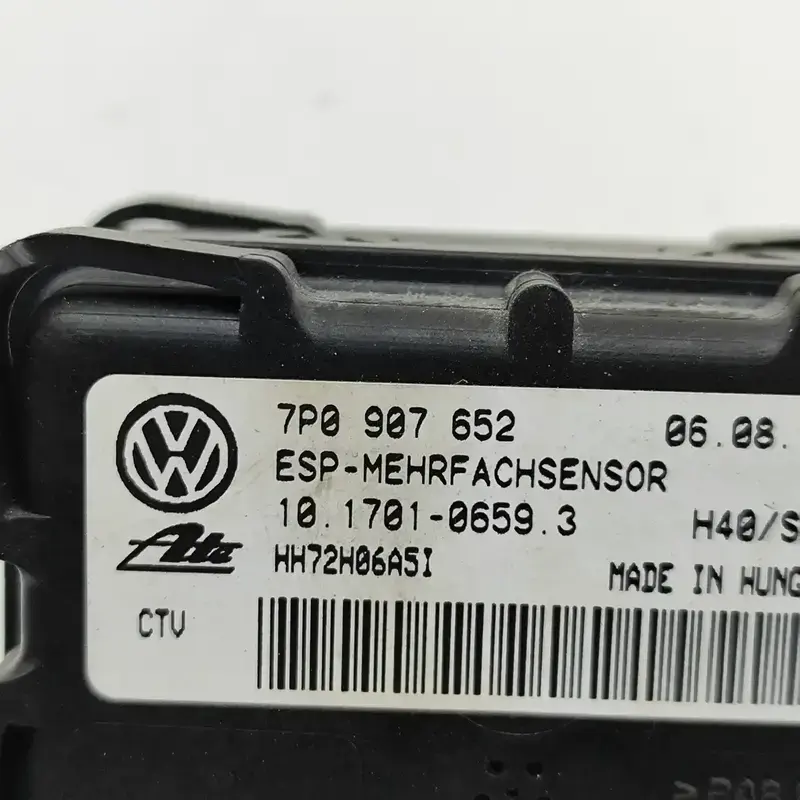 7P0 907 652 06.08.
ESP-MEHRFACHSENSOR
10.1701-0659.3 H40/S
Ate HH72H06A5I MADE IN HUNG
CTV